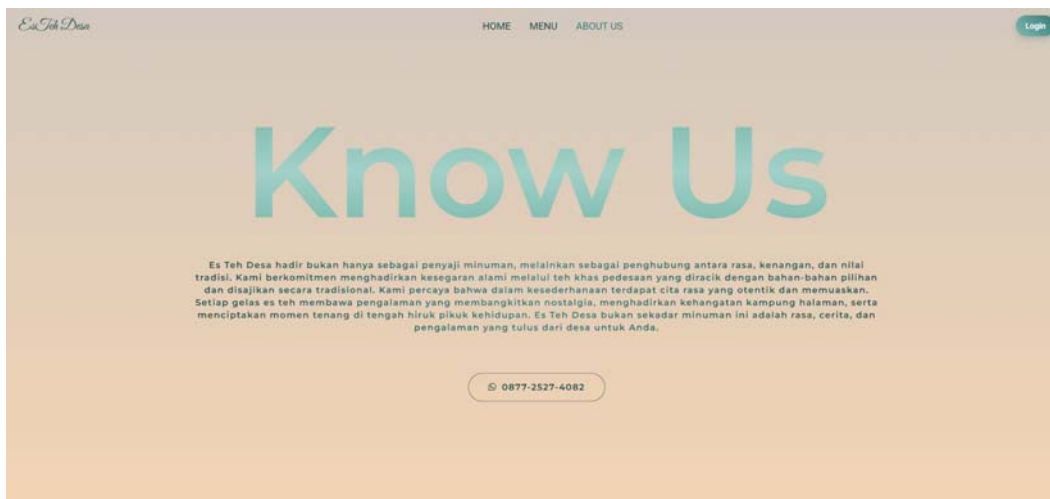 Es Teh Desa
HOME MENU ABOUT US
Login
Know Us
Es Teh Desa hadir bukan hanya sebagai penyaji minuman, melainkan sebagai penghubung antara rasa, kenangan, dan nilai
tradisi. Kami berkomitmen menghadirkan kesegaran alami melalui teh khas pedesaan yang diracik dengan bahan-bahan pilihan
dan disajikan secara tradisional. Kami percaya bahwa dalam kesederhanaan terdapat cita rasa yang otentik dan memuaskan.
Setiap gelas es teh membawa pengalaman yang membangkitkan nostalgia, menghadirkan kehangatan kampung halaman, serta
menciptakan momen tenang di tengah hiruk pikuk kehidupan. Es Teh Desa bukan sekadar minuman ini adalah rasa, cerita, dan
pengalaman yang tulus dari desa untuk Anda.
0877-2527-4082